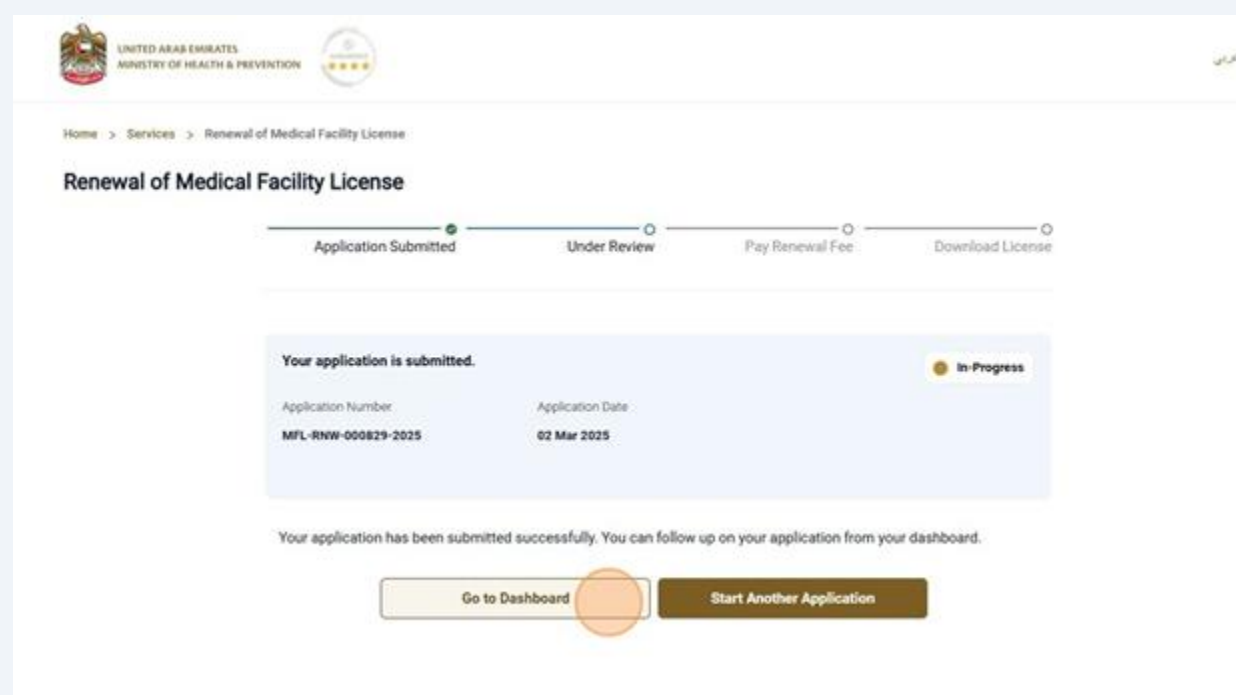 UNITED ARAB EMIRATES
MINISTRY OF HEALTH & PREVENTION
Home > Services > Renewal of Medical Facility License
Renewal of Medical Facility License
Application Submitted Under Review Pay Renewal Fee Download License
Your application is submitted.
In-Progress
Application Number Application Date
MFL-RNW-000829-2025 02 Mar 2025
Your application has been submitted successfully. You can follow up on your application from your dashboard.
Go to Dashboard Start Another Application